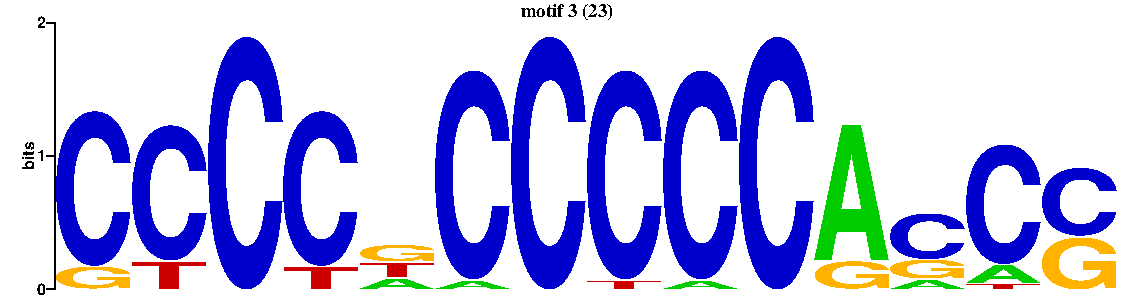 motif 3 (23)
2
bits
1
0
C C C C G C C C C C A C C C
G T T T A A T A G G A G
A A T